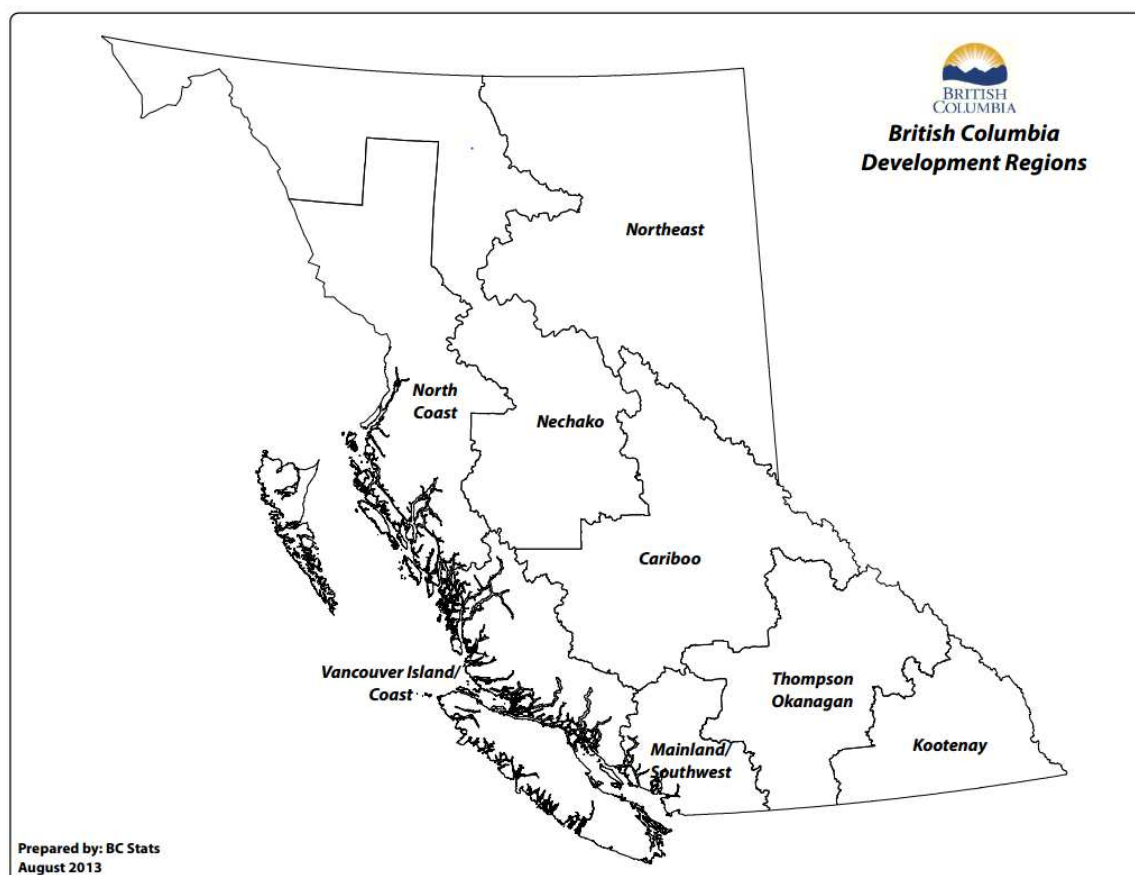 BRITISH
COLUMBIA
British Columbia
Development Regions
Northeast
North
Coast
Nechako
Cariboo
Vancouver Island/
Coast
Thompson
Okanagan
Mainland/
Southwest
Kootenay
Prepared by: BC Stats
August 2013